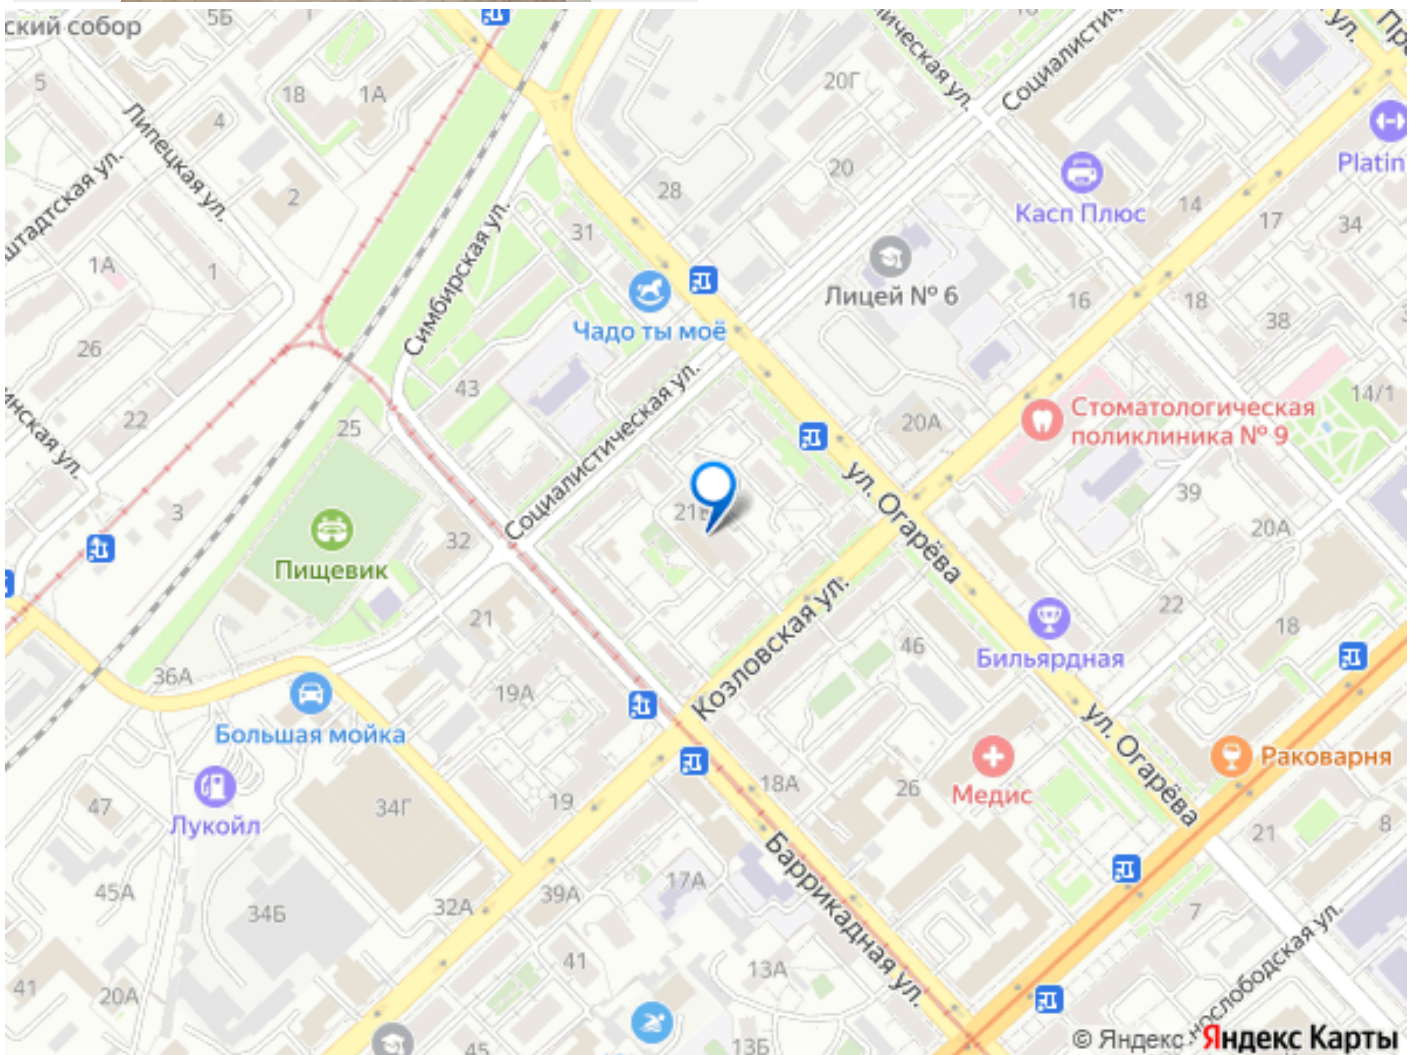 ский собор
5Б
1
16
ул.
5
18
1А
20Г
Социалистич
Липецкая ул.
4
Platin
штадтская ул.
2
28
20
Касп Плюс
14
17
34
Симбирская ул.
31
1А
1
Лицей № 6
16
18
38
Чадо ты моё
26
43
22
25
Социалистическая ул.
20А
14/1
Стоматологическая
поликлиника № 9
инская ул.
3
32
Пищевик
ул. Огарёва
39
20А
21
22
18
36А
19А
Козловская ул.
46
Бильярдная
Большая мойка
ул. Огарёва
Раковарня
Медис
47
Лукойл
34Г
19
18А
26
21
8
45А
34Б
32А
39А
17А
Баррикадная ул.
7
41
20А
41
13А
нослободская ул.
45
13Б
© Яндекс Яндекс Карты